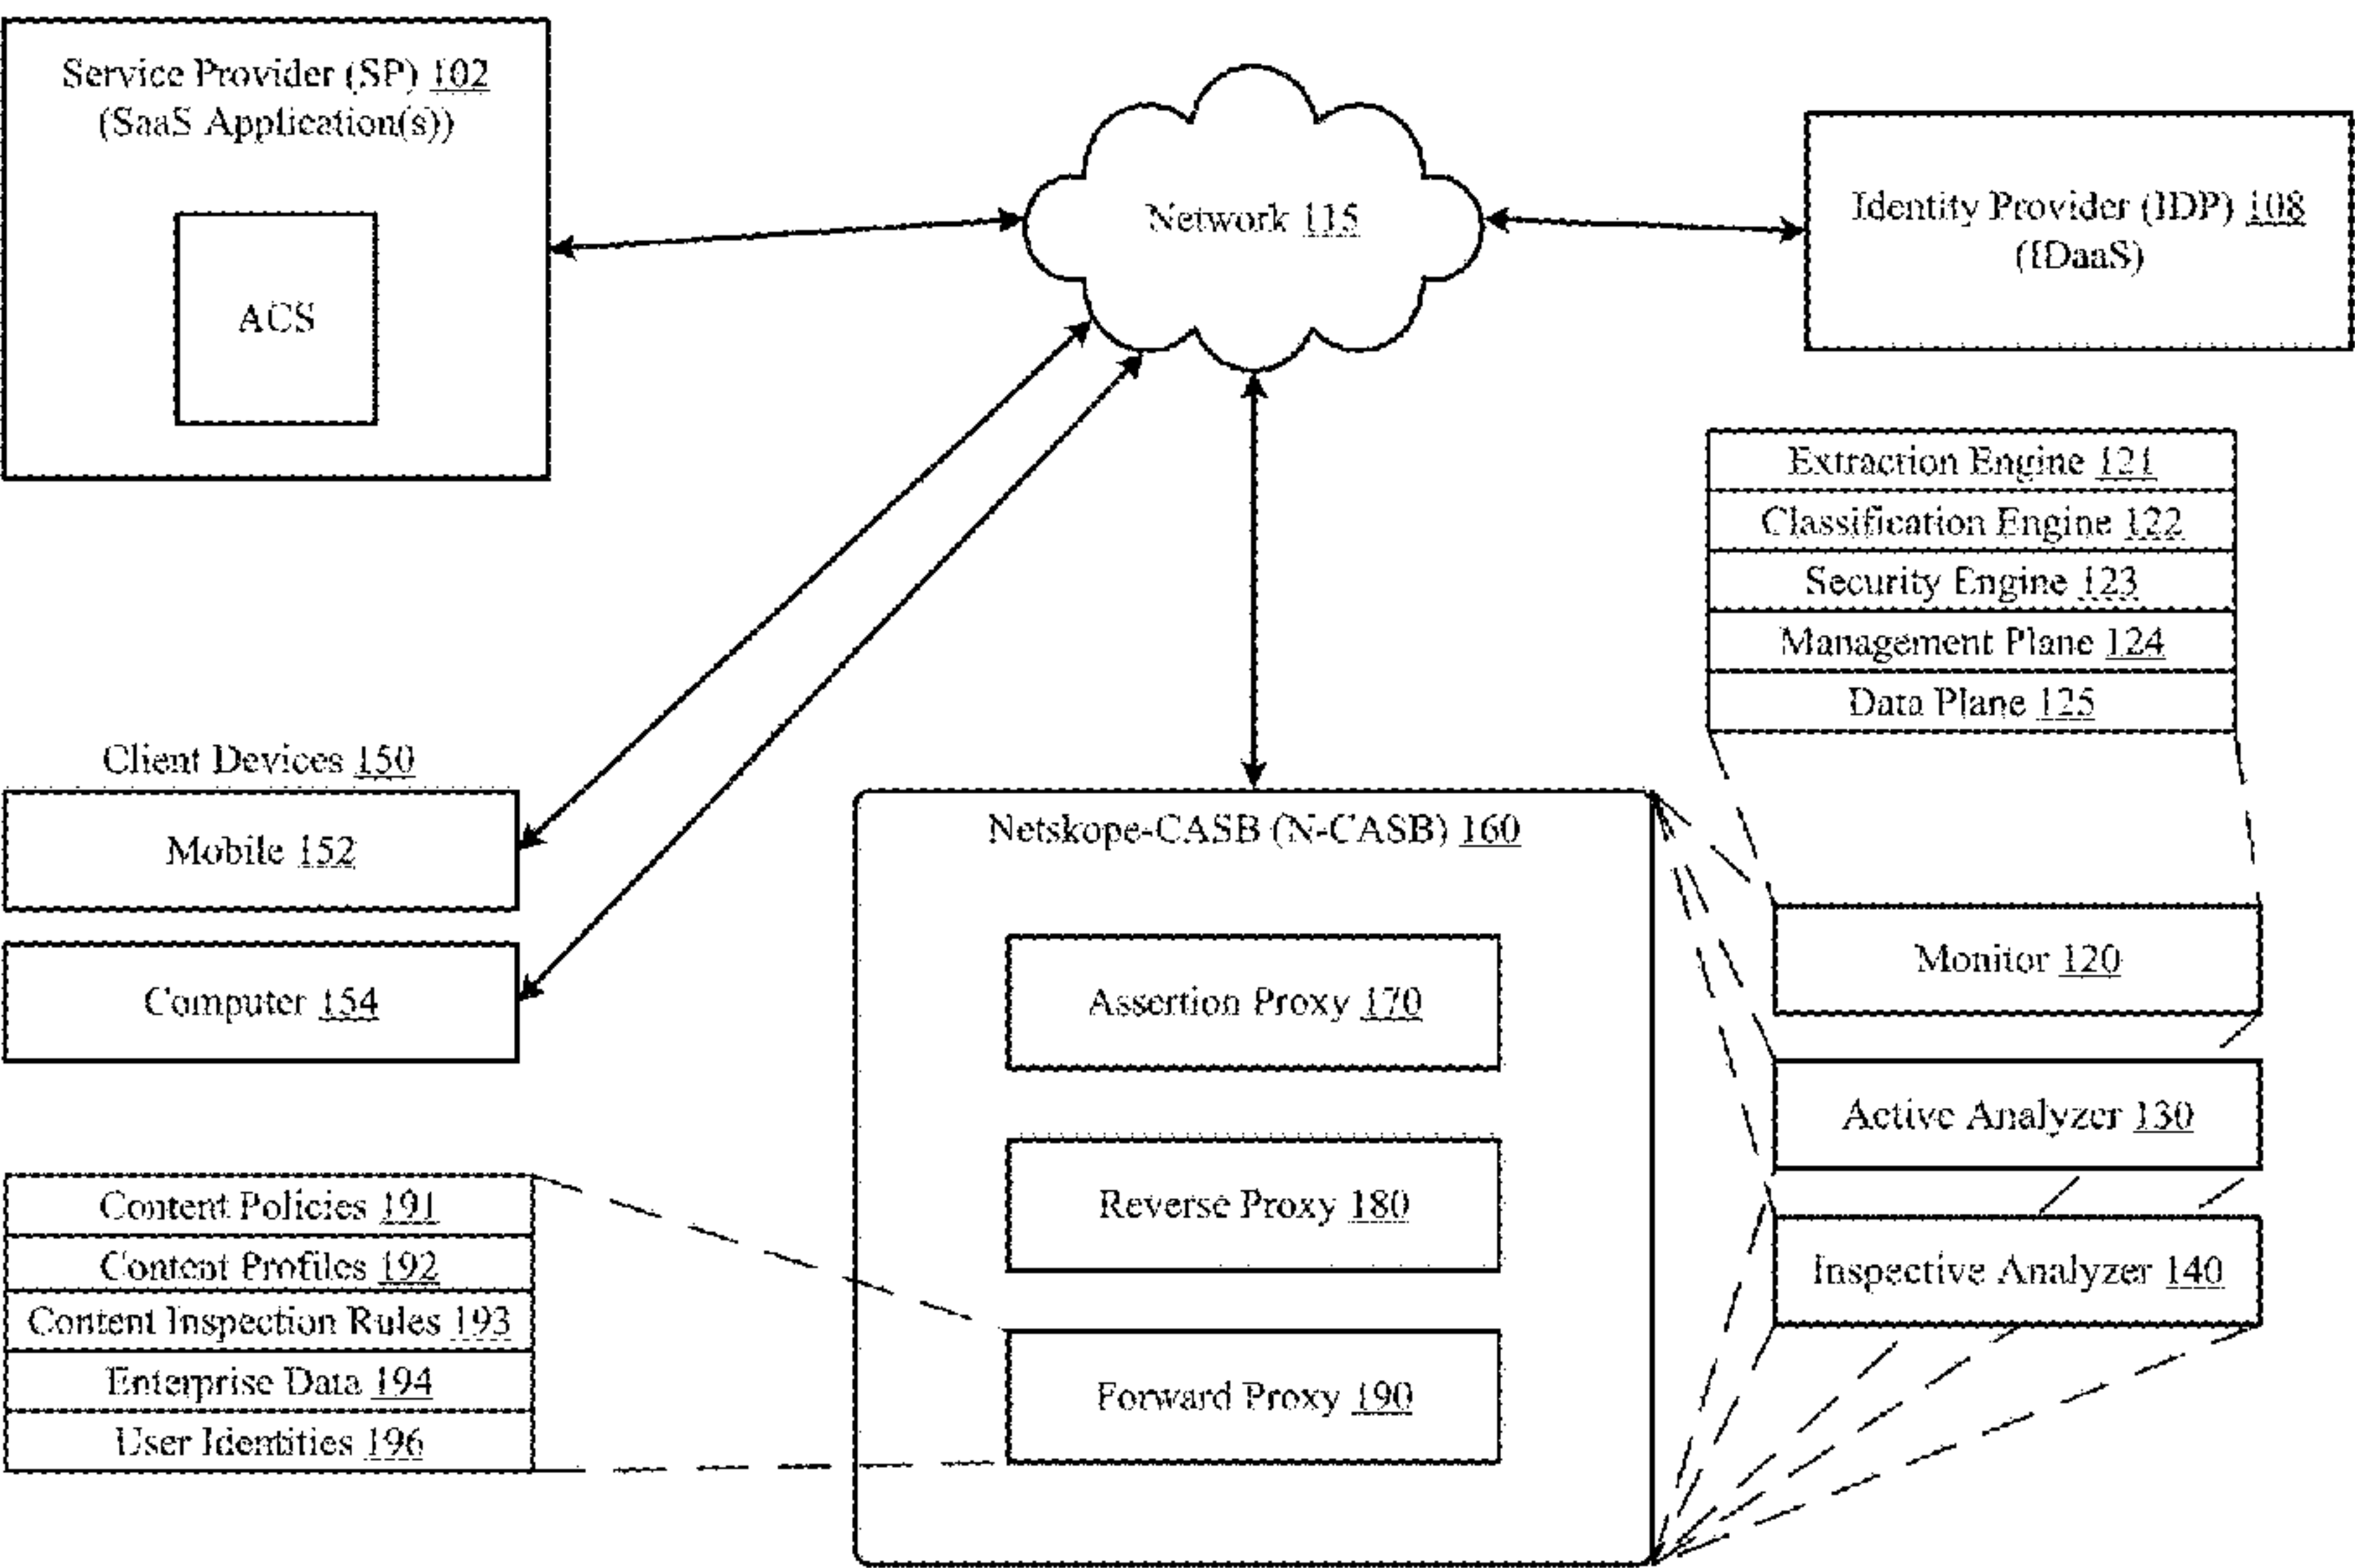 Service Provider (SP) 102
(SaaS Application(s))
ACS
Network 115
Identity Provider (IDP) 108
(IDaaS)
Extraction Engine 121
Classification Engine 122
Security Engine 123
Management Plane 124
Data Plane 125
Client Devices 150
Mobile 152
Computer 154
Netskope-CASB (N-CASB) 160
Assertion Proxy 170
Reverse Proxy 180
Forward Proxy 190
Monitor 120
Active Analyzer 130
Inspective Analyzer 140
Content Policies 191
Content Profiles 192
Content Inspection Rules 193
Enterprise Data 194
User Identities 196